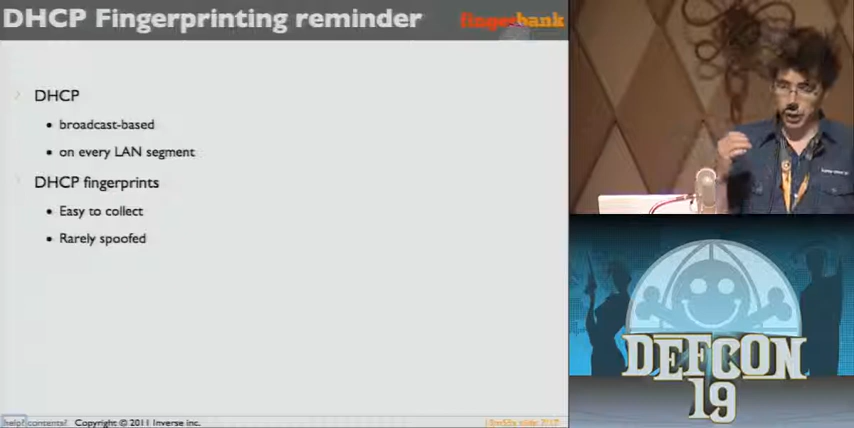 DHCP Fingerprinting reminder
fingerbank
DHCP
broadcast-based
on every LAN segment
DHCP fingerprints
Easy to collect
Rarely spoofed
help? contents?
Copyright © 2011 Inverse inc.
DEFCON
19